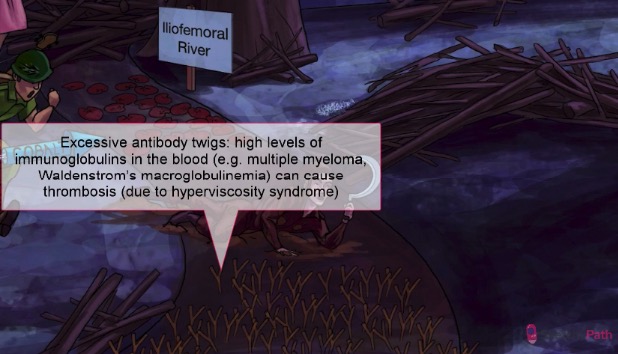 Iliofemoral
River
Excessive antibody twigs: high levels of
immunoglobulins in the blood (e.g. multiple myeloma,
Waldenstrom's macroglobulinemia) can cause
thrombosis (due to hyperviscosity syndrome)
Path